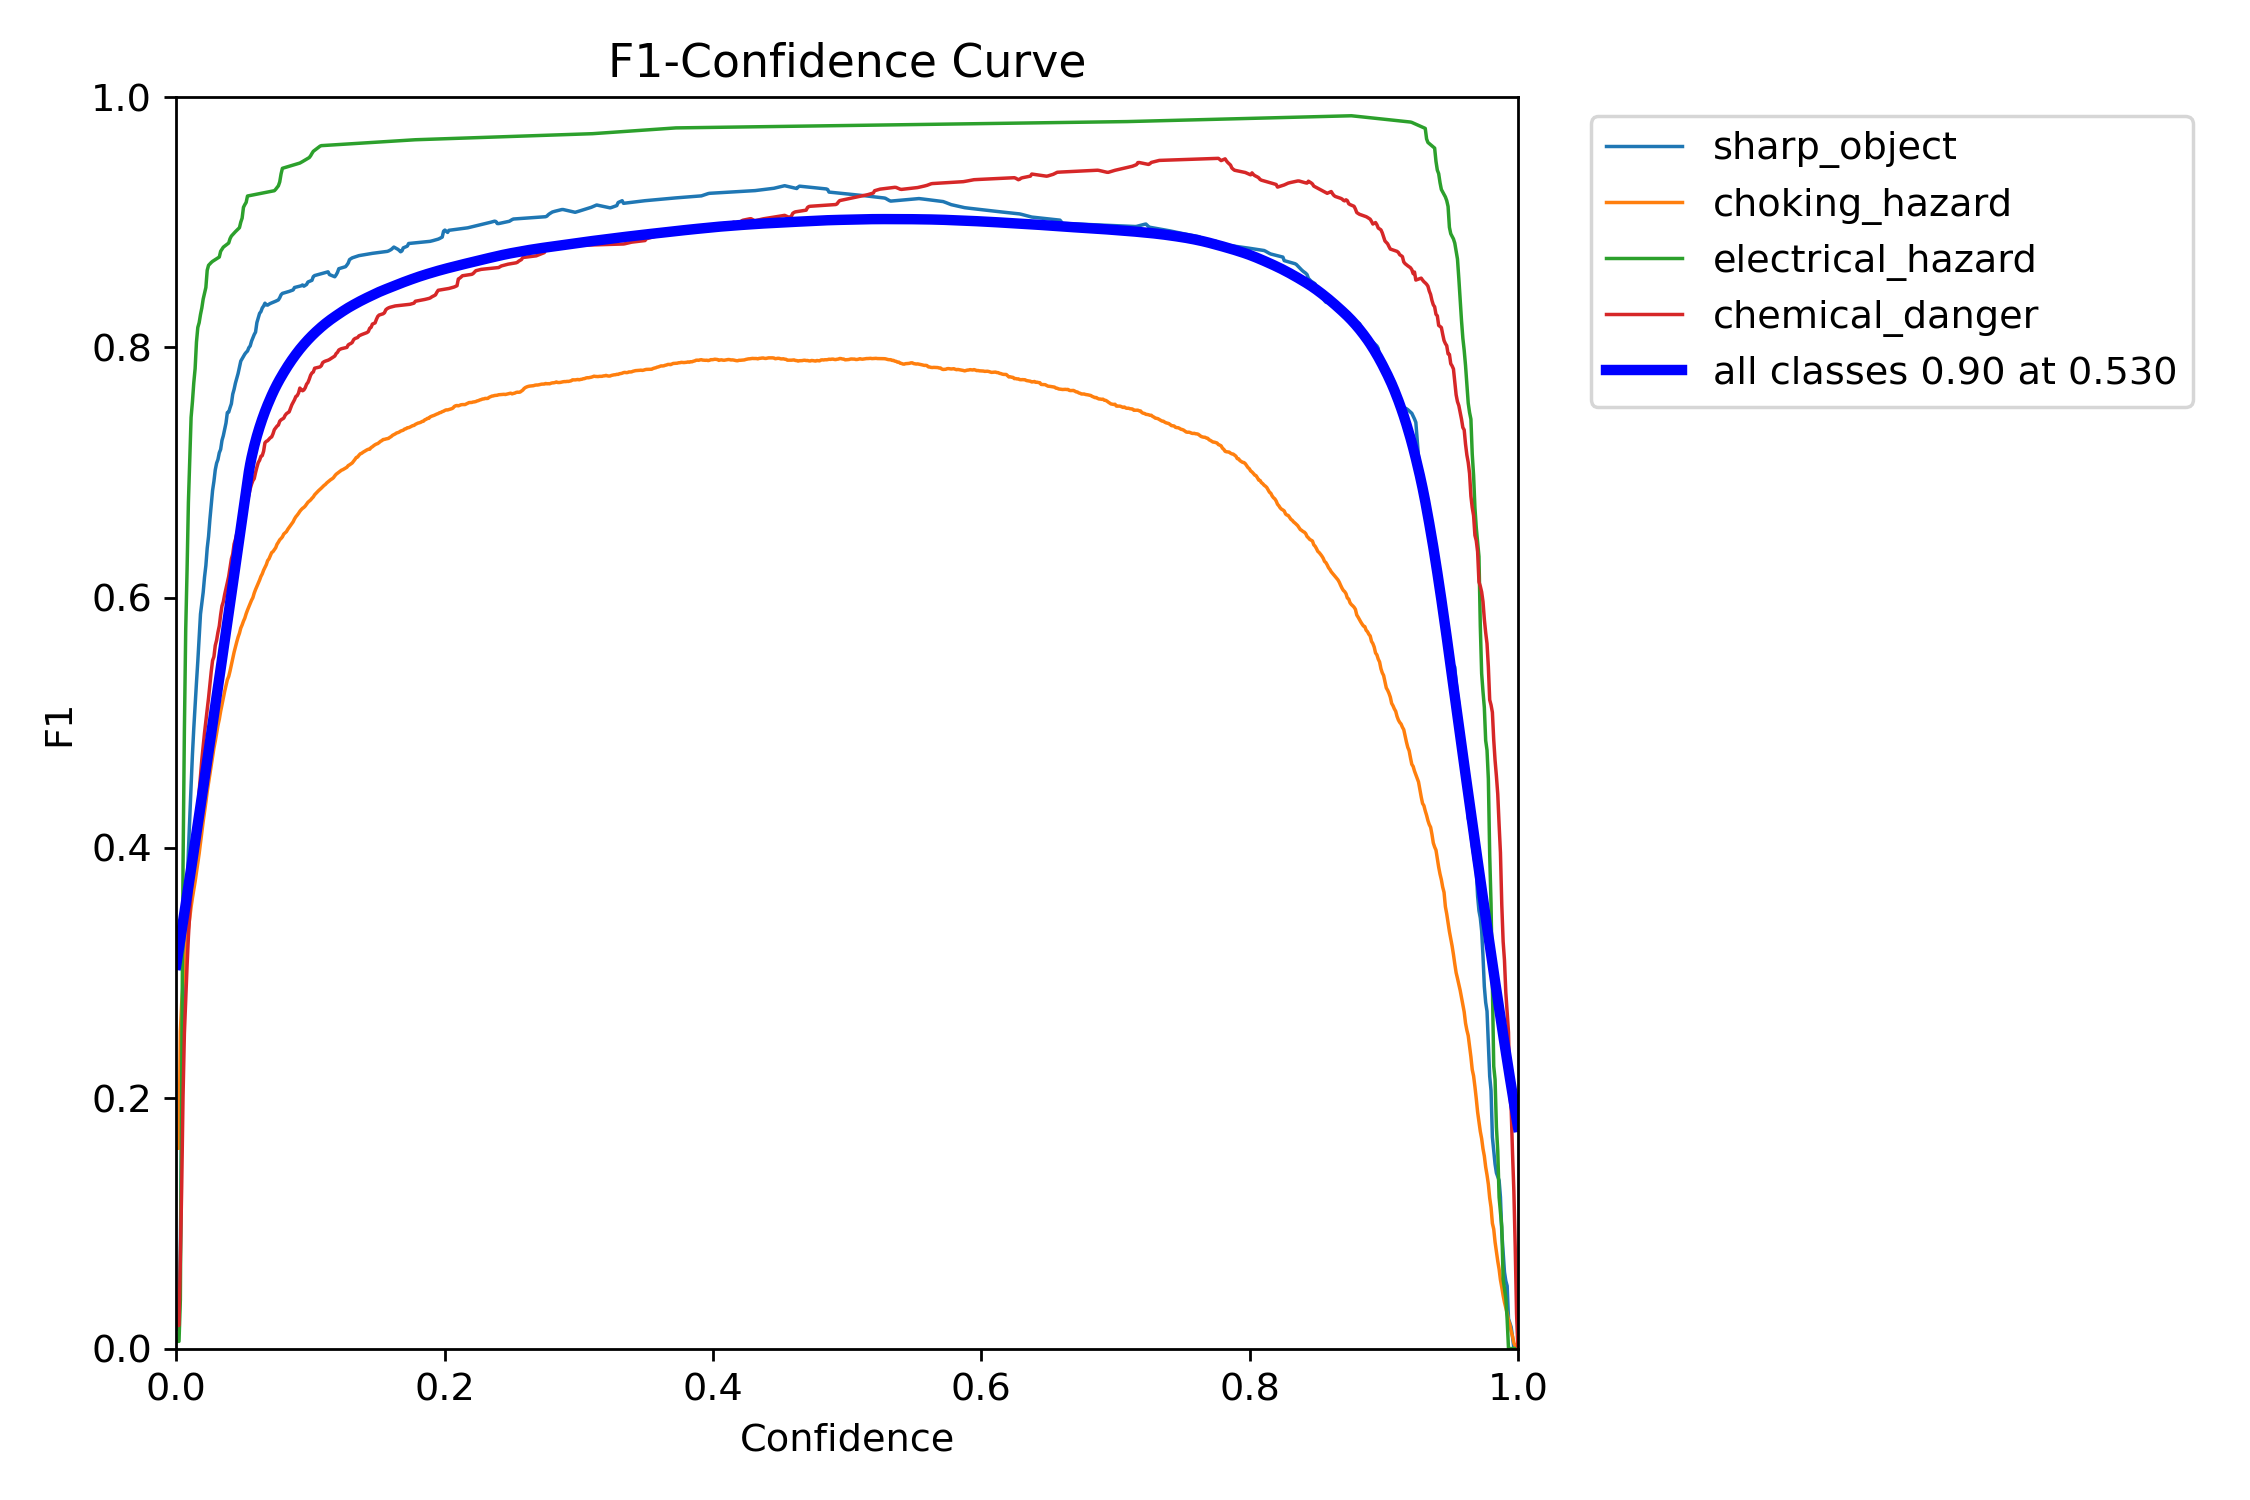 F1-Confidence Curve
1.0
0.8
0.6
0.4
0.2
0.0
F1
0.0 0.2 0.4 0.6 0.8 1.0
Confidence
sharp_object
choking_hazard
electrical_hazard
chemical_danger
all classes 0.90 at 0.530